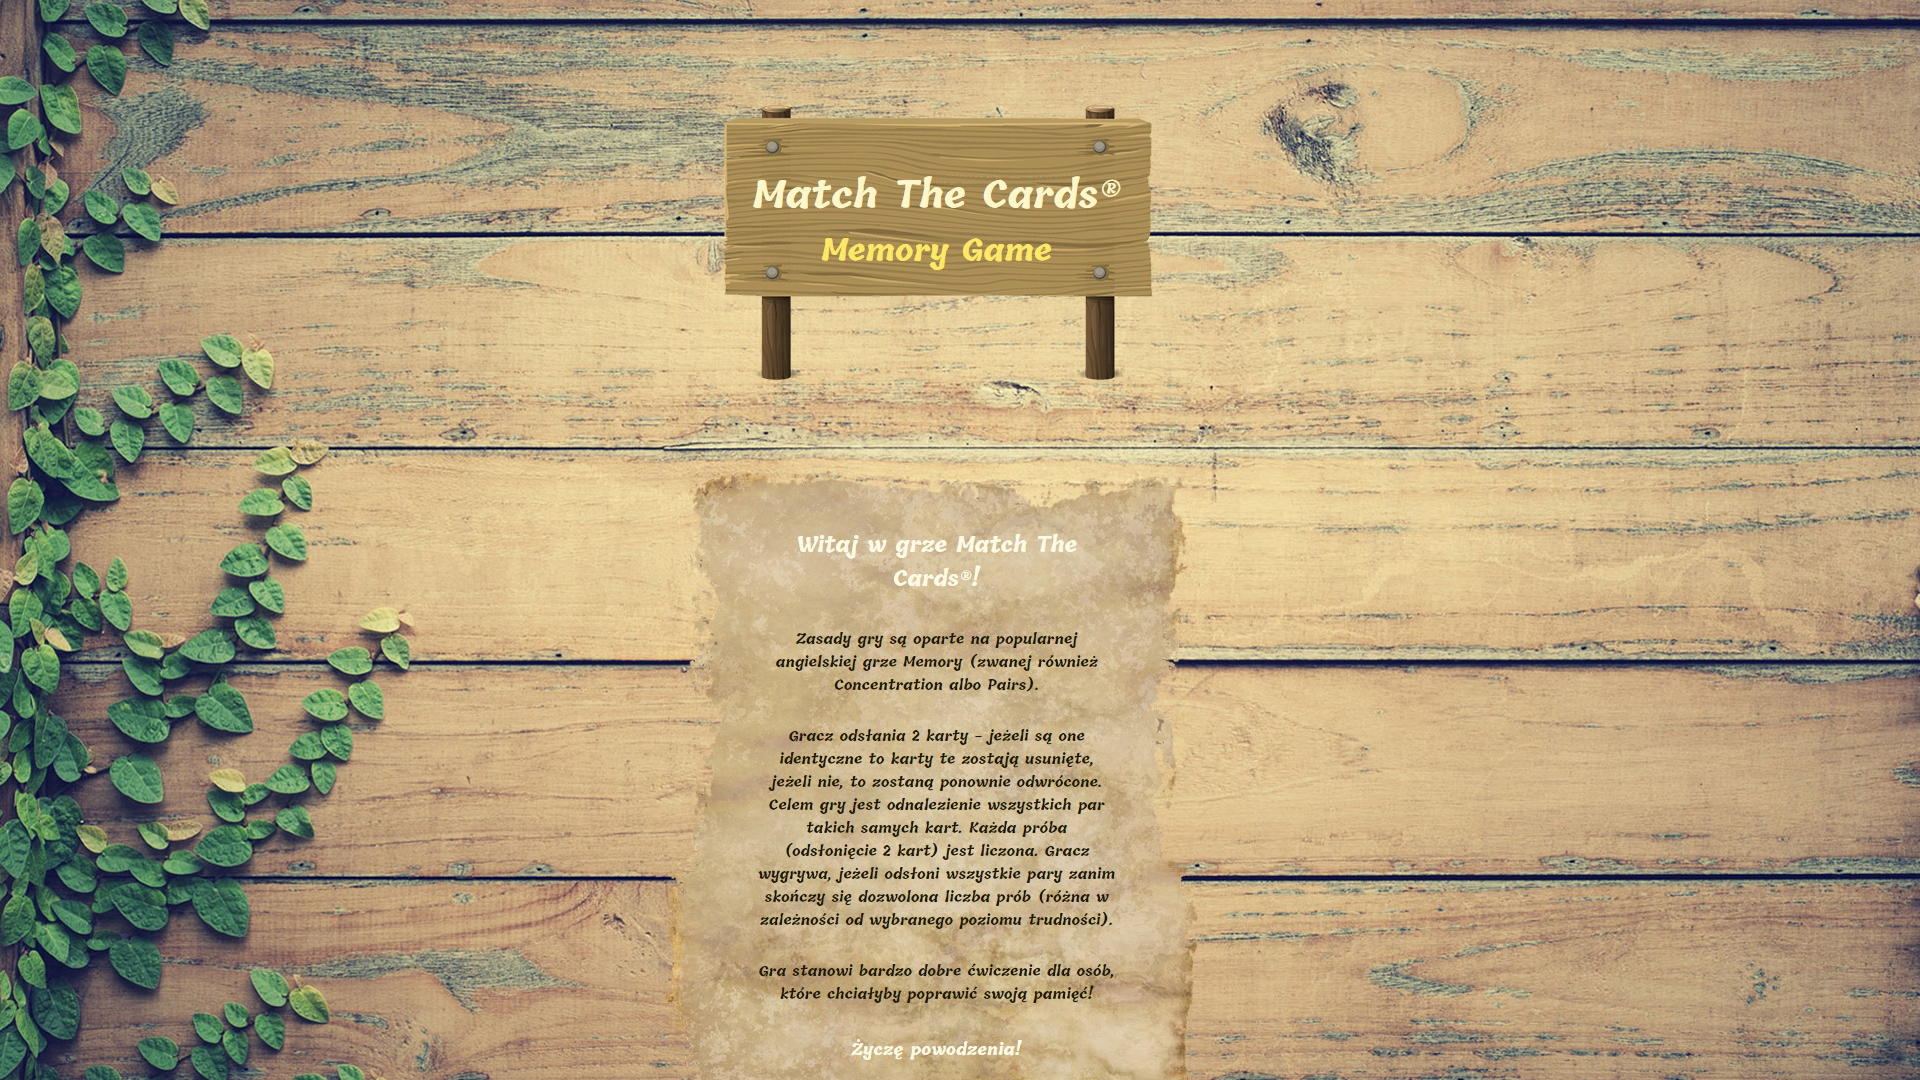 Match The Cards®
Memory Game
Witaj w grze Match The
Cards®!
Zasady gry są oparte na popularnej
angielskiej grze Memory (zwanej również
Concentration albo Pairs).
Gracz odsłania 2 karty – jeżeli są one
identyczne to karty te zostają usunięte,
jeżeli nie, to zostaną ponownie odwrócone.
Celem gry jest odnalezienie wszystkich par
takich samych kart. Każda próba
(odsłonięcie 2 kart) jest liczona. Gracz
wygrywa, jeżeli odsłoni wszystkie pary zanim
skończy się dozwolona liczba prób (różna w
zależności od wybranego poziomu trudności).
Gra stanowi bardzo dobre ćwiczenie dla osób,
które chciałyby poprawić swoją pamięć!
Życzę powodzenia!